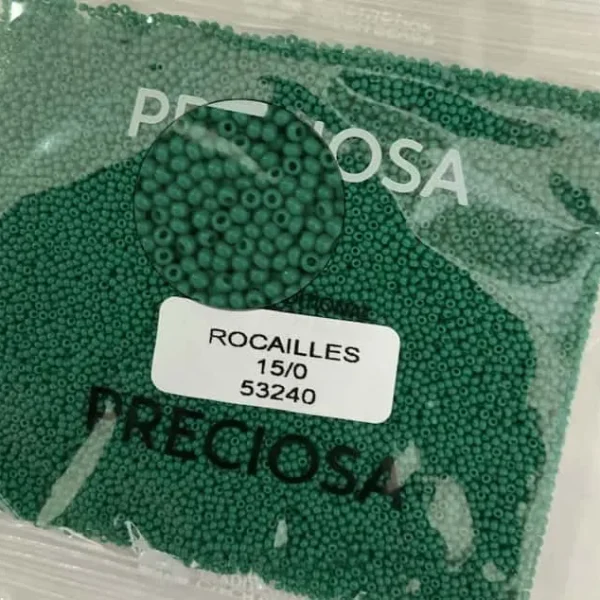 PRECIOSA
ROCAILLES
15/0
53240
PRECIOSA